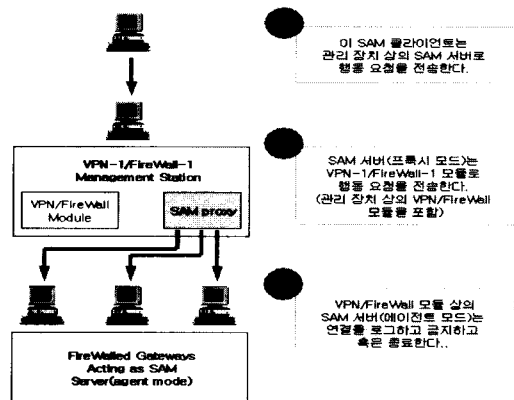 이 SAM 클라이언트는
관리 장치 상의 SAM 서버로
행동 요청를 전송한다.
VPN-1/FireWall-1
Management Station
VPN/FireWall
Module
SAM proxy
SAM 서버(프록시 모드)는
VPN-1/FireWall-1 모듈로
행동 요청를 전송한다.
(관리 장치 상의 VPN/FireWall
모듈를 포함)
FireWalled Gateways
Acting as SAM
Server(agent mode)
VPN/FireWall 모듈 상의
SAM 서버(에이전트 모드)는
연결를 로그하고 금지하고
혹은 종료한다..